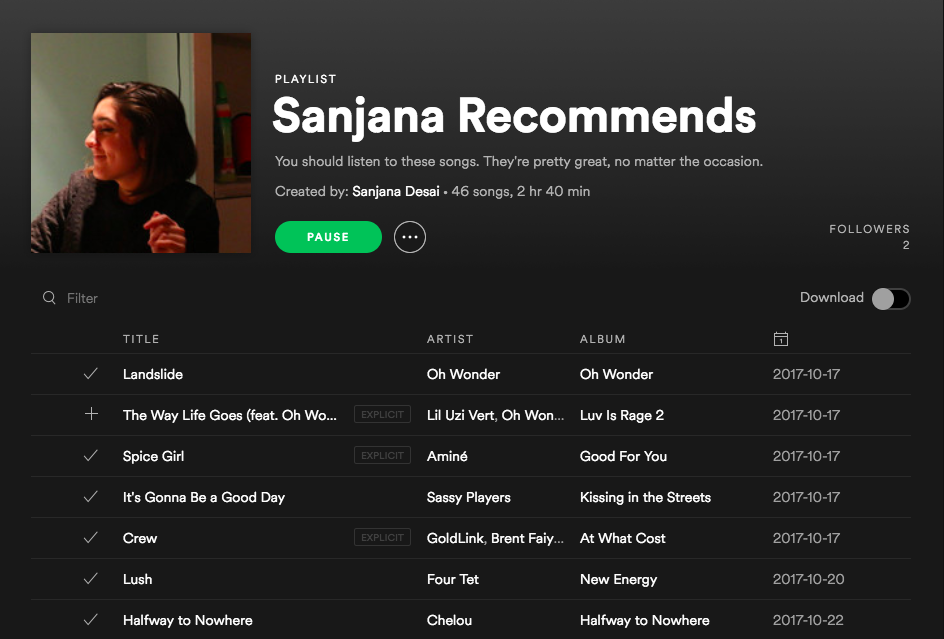 PLAYLIST
Sanjana Recommends
You should listen to these songs. They're pretty great, no matter the occasion.
Created by: Sanjana Desai • 46 songs, 2 hr 40 min
PAUSE
FOLLOWERS
2
Filter
Download
TITLE ARTIST ALBUM
Landslide Oh Wonder Oh Wonder 2017-10-17
The Way Life Goes (feat. Oh Wo... EXPLICIT Lil Uzi Vert, Oh Won... Luv Is Rage 2 2017-10-17
Spice Girl EXPLICIT Aminé Good For You 2017-10-17
It's Gonna Be a Good Day Sassy Players Kissing in the Streets 2017-10-17
Crew EXPLICIT GoldLink, Brent Faiy... At What Cost 2017-10-17
Lush Four Tet New Energy 2017-10-20
Halfway to Nowhere Chelou Halfway to Nowhere 2017-10-22